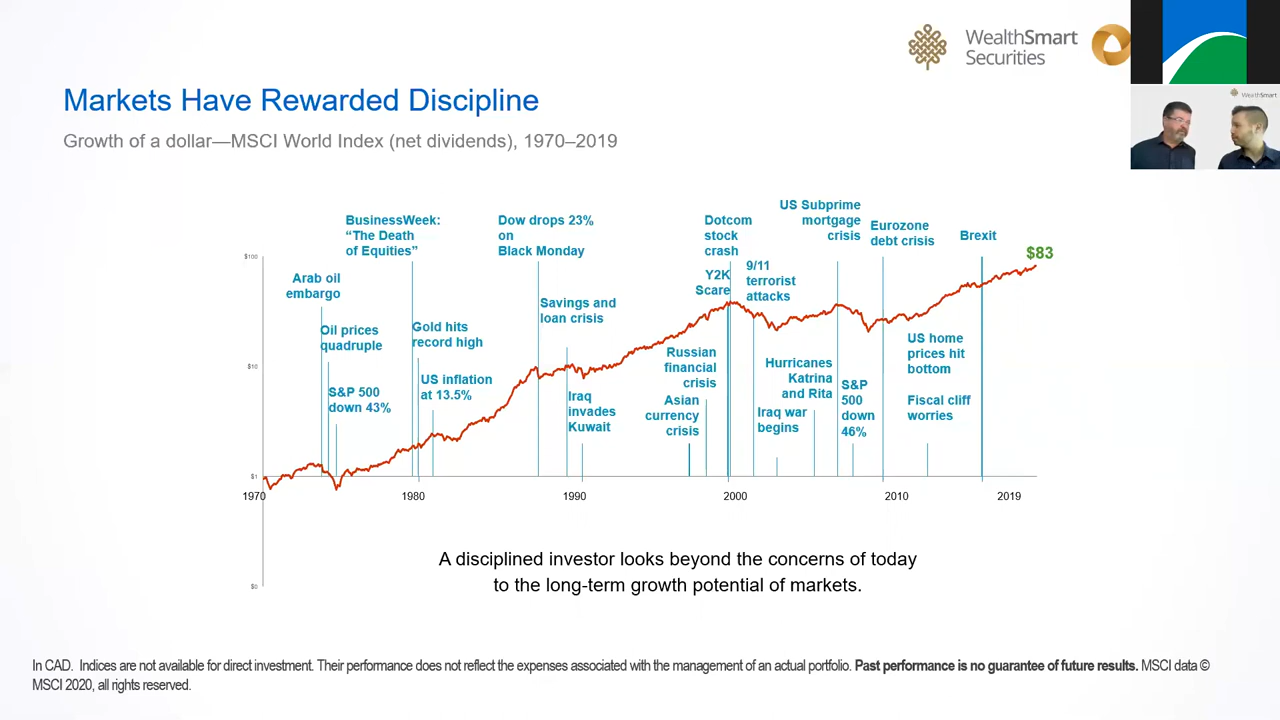 WealthSmart
Securities
WealthSmart
Markets Have Rewarded Discipline
Growth of a dollar—MSCI World Index (net dividends), 1970–2019
BusinessWeek:
“The Death
of Equities”
Dow drops 23%
on
Black Monday
Dotcom
stock
crash
US Subprime
mortgage
crisis
Eurozone
debt crisis
Brexit
$83
$100
Arab oil
embargo
Y2K
Scare
9/11
terrorist
attacks
Savings and
loan crisis
Oil prices
quadruple
Gold hits
record high
US home
prices hit
bottom
Russian
financial
crisis
Hurricanes
Katrina
and Rita
$10
US inflation
at 13.5%
S&P 500
down 43%
S&P
500
down
46%
Iraq
invades
Kuwait
Asian
currency
crisis
Iraq war
begins
Fiscal cliff
worries
$1
1970
1980
1990
2000
2010
2019
$0
A disciplined investor looks beyond the concerns of today
to the long-term growth potential of markets.
In CAD. Indices are not available for direct investment. Their performance does not reflect the expenses associated with the management of an actual portfolio. Past performance is no guarantee of future results. MSCI data ©
MSCI 2020, all rights reserved.